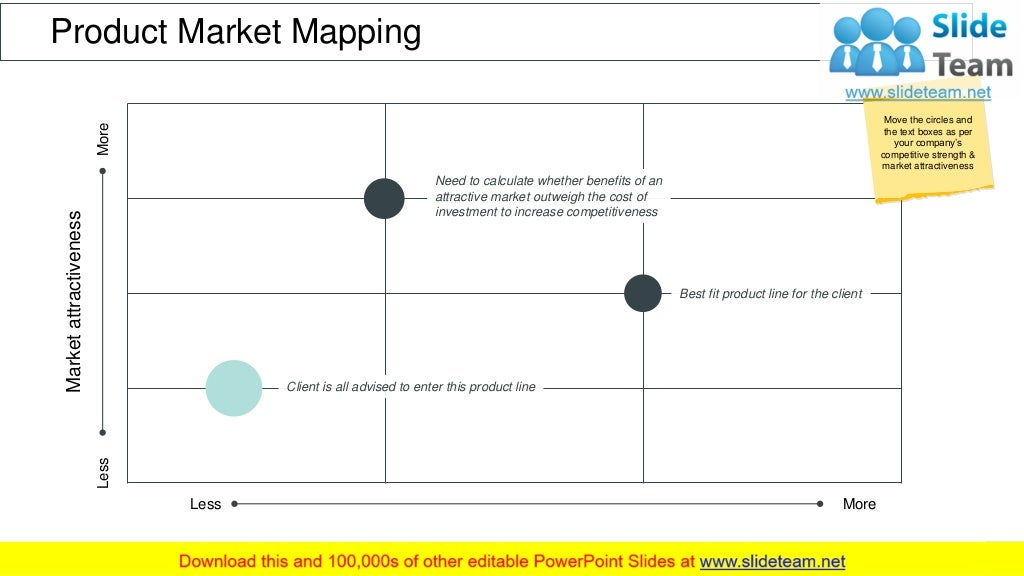 Product Market Mapping
Slide
Team
www.slideteam.net
Move the circles and
the text boxes as per
your company's
competitive strength &
market attractiveness
More
Market attractiveness
Less
Need to calculate whether benefits of an
attractive market outweigh the cost of
investment to increase competitiveness
Best fit product line for the client
Client is all advised to enter this product line
Less
More
Download this and 100,000s of other editable PowerPoint Slides at www.slideteam.net